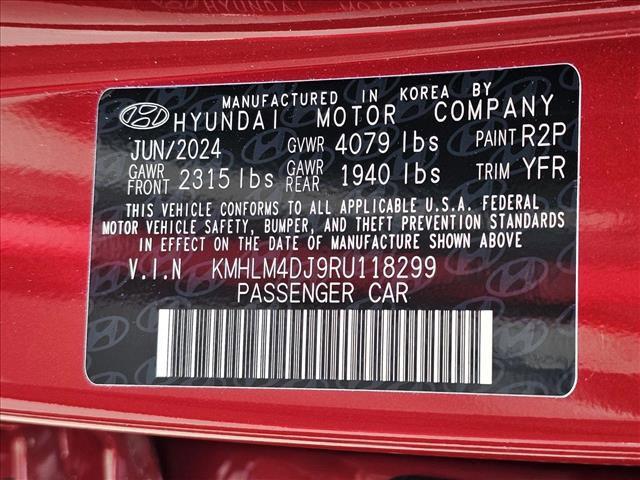 MANUFACTURED IN KOREA BY
HYUNDAI MOTOR COMPANY
JUN/2024 GVWR 4079 lbs PAINT R2P
GAWR FRONT 2315 lbs GAWR REAR 1940 lbs TRIM YFR
THIS VEHICLE CONFORMS TO ALL APPLICABLE U.S.A. FEDERAL
MOTOR VEHICLE SAFETY, BUMPER, AND THEFT PREVENTION STANDARDS
IN EFFECT ON THE DATE OF MANUFACTURE SHOWN ABOVE
V.I.N KMHLM4DJ9RU118299
PASSENGER CAR